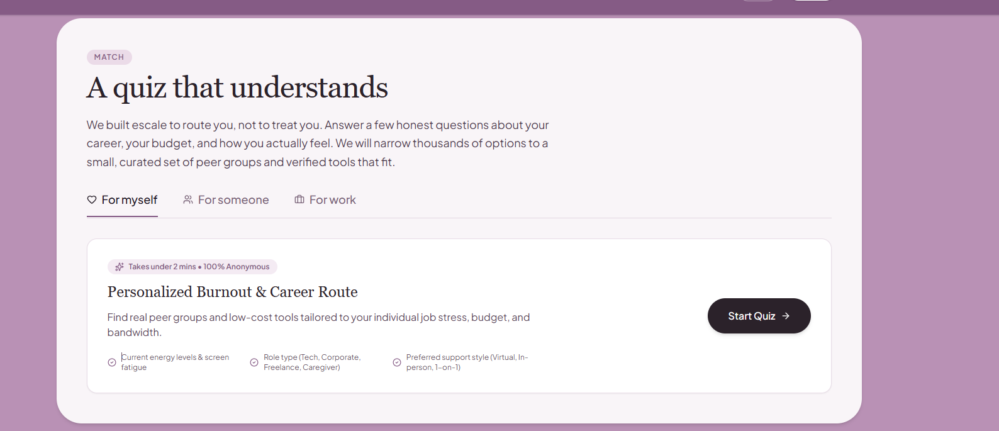 MATCH
A quiz that understands
We built escale to route you, not to treat you. Answer a few honest questions about your
career, your budget, and how you actually feel. We will narrow thousands of options to a
small, curated set of peer groups and verified tools that fit.
For myself
For someone
For work
Takes under 2 mins • 100% Anonymous
Personalized Burnout & Career Route
Find real peer groups and low-cost tools tailored to your individual job stress, budget, and
bandwidth.
Start Quiz
Current energy levels & screen
fatigue
Role type (Tech, Corporate,
Freelance, Caregiver)
Preferred support style (Virtual, In-
person, 1-on-1)